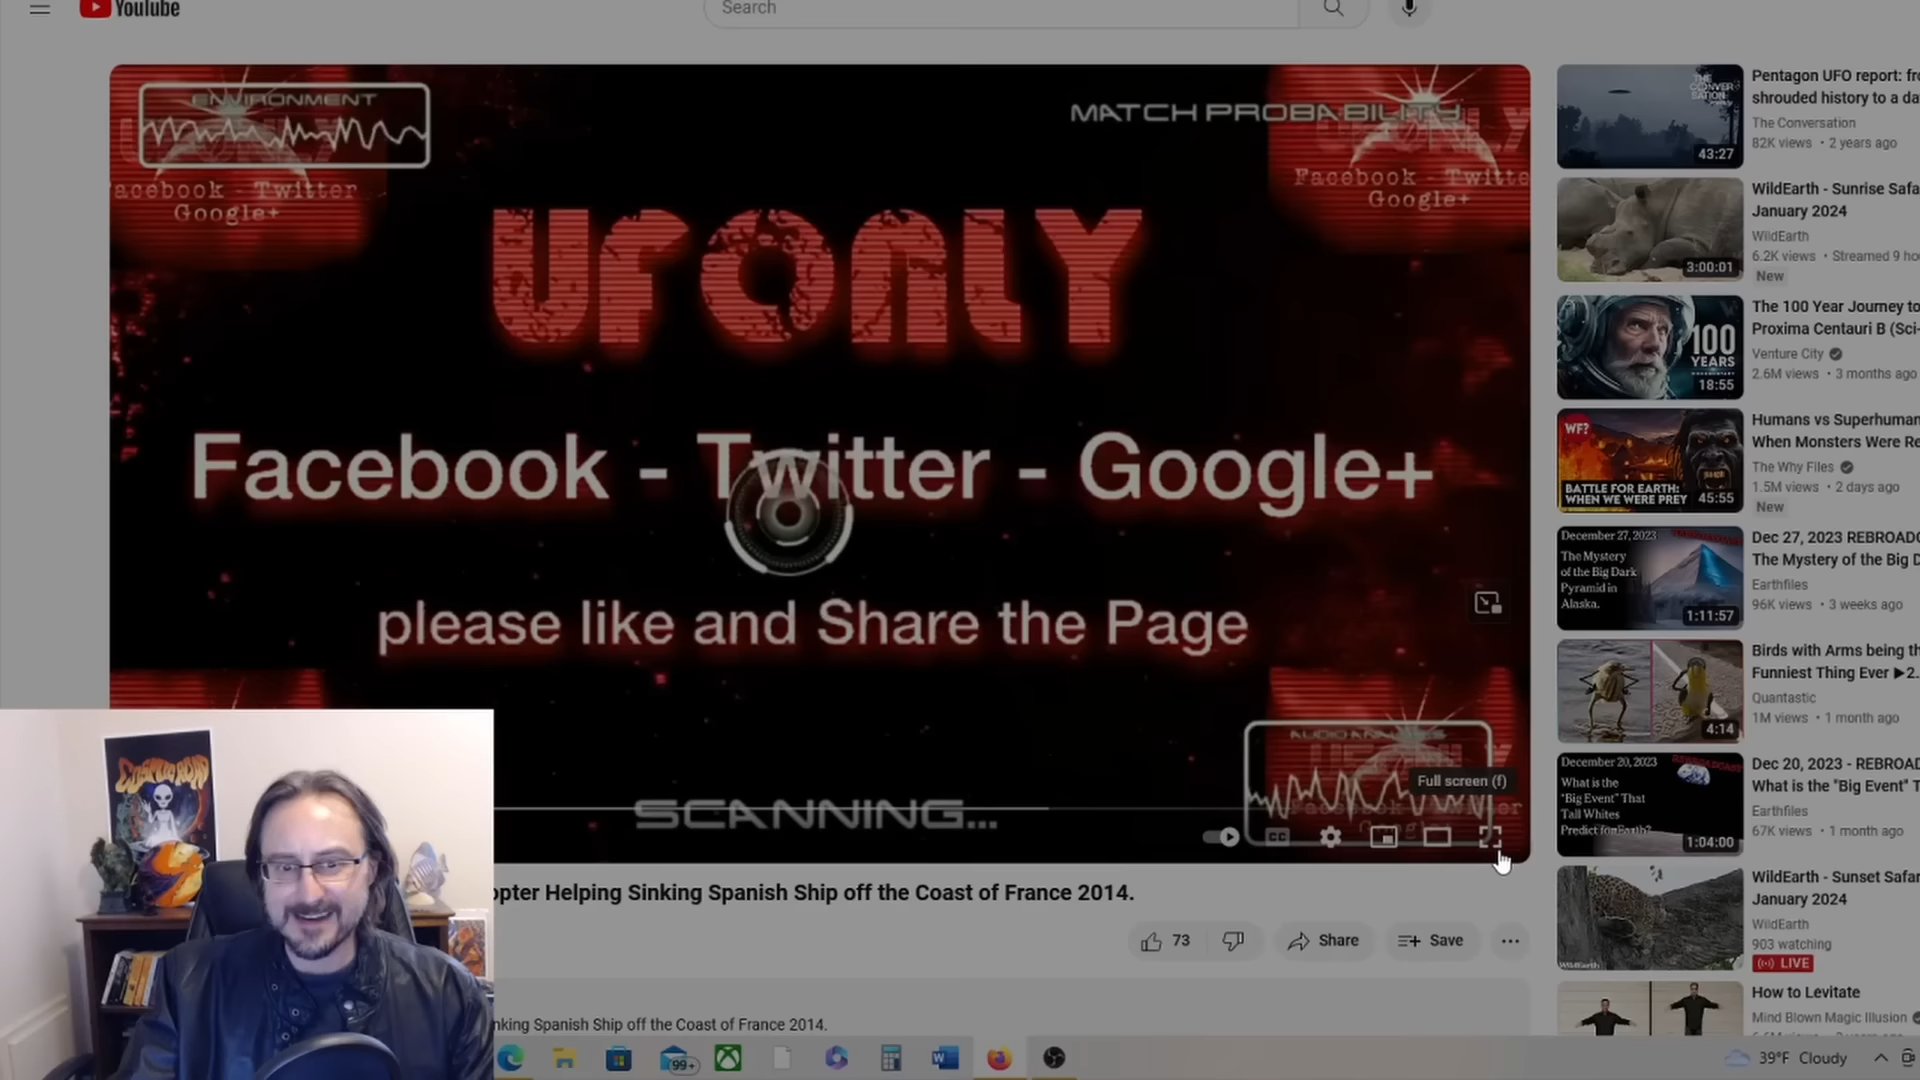 YouTube
Search
ENVIRONMENT
MATCH PROBABILITY
acebook - Twitter
Google+
Facebook - Twitte
Google+
UFONLY
Facebook - Twitter - Google+
please like and Share the Page
SCANNING...
Full screen (f)
CC
opter Helping Sinking Spanish Ship off the Coast of France 2014.
73
Share
Save
nking Spanish Ship off the Coast of France 2014.
THE CONVERSATION
43:27
Pentagon UFO report: fro
shrouded history to a da
The Conversation
82K views • 2 years ago
3:00:01
WildEarth - Sunrise Safa
January 2024
WildEarth
6.2K views • Streamed 9 ho
New
100
YEARS
18:55
The 100 Year Journey to
Proxima Centauri B (Sci-
Venture City
2.6M views • 3 months ago
WF?
BATTLE FOR EARTH:
WHEN WE WERE PREY
45:55
Humans vs Superhuman
When Monsters Were Re
The Why Files
1.5M views • 2 days ago
New
December 27, 2023
The Mystery
of the Big Dark
Pyramid in
Alaska.
1:11:57
Dec 27, 2023 REBROADC
The Mystery of the Big D
Earthfiles
96K views • 3 weeks ago
4:14
Birds with Arms being th
Funniest Thing Ever ▶2.
Quantastic
1M views • 1 month ago
December 20, 2023
REBROADCAST
What is the
"Big Event" That
Tall Whites
Predict for Earth?
1:04:00
Dec 20, 2023 - REBROAD
What is the "Big Event" T
Earthfiles
67K views • 1 month ago
WildEarth
WildEarth - Sunset Safar
January 2024
WildEarth
903 watching
LIVE
How to Levitate
Mind Blown Magic Illusion
99+
39°F Cloudy